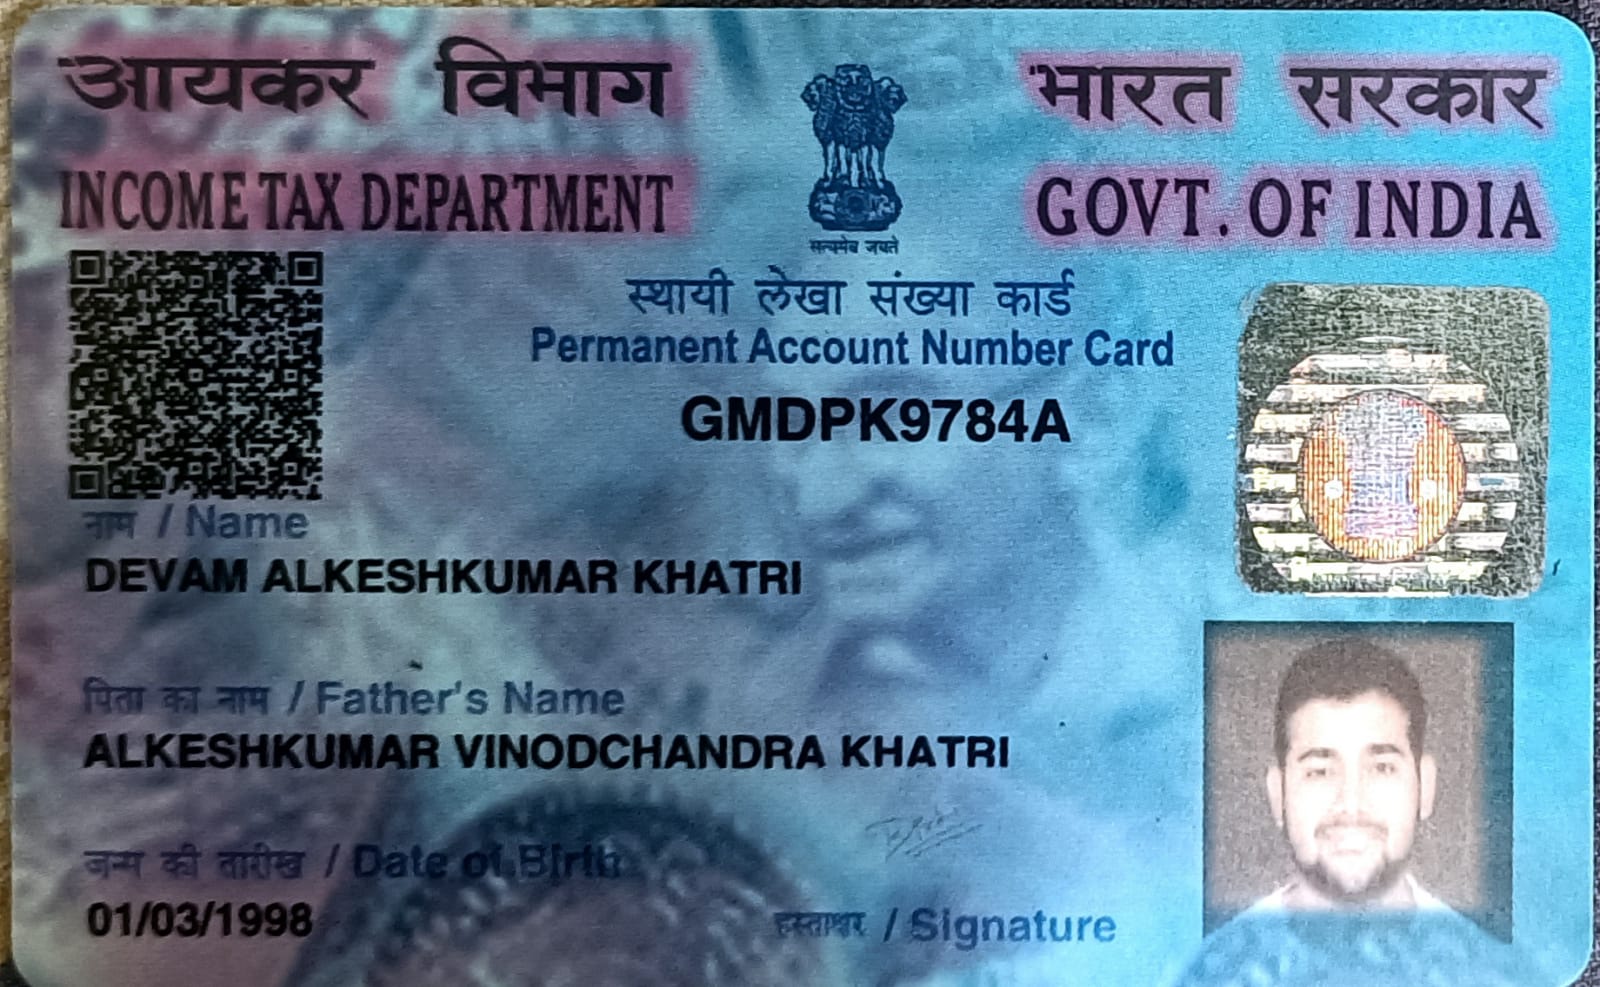 आयकर विभाग
INCOME TAX DEPARTMENT
भारत सरकार
GOVT. OF INDIA
सत्यमेव जयते
स्थायी लेखा संख्या कार्ड
Permanent Account Number Card
GMDPK9784A
नाम / Name
DEVAM ALKESHKUMAR KHATRI
पिता का नाम / Father's Name
ALKESHKUMAR VINODCHANDRA KHATRI
जन्म की तारीख / Date of Birth
01/03/1998
हस्ताक्षर / Signature